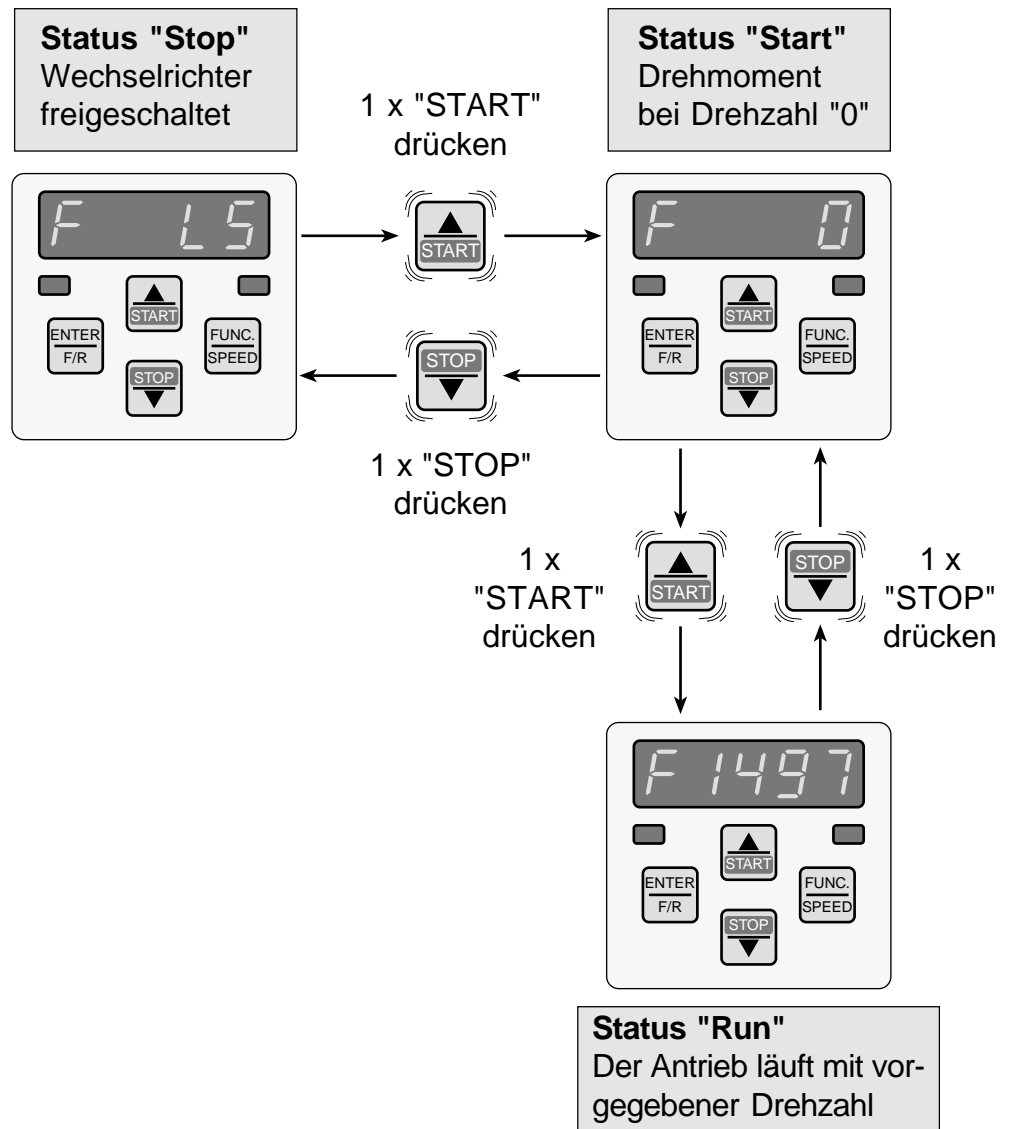 Status "Stop"
Wechselrichter
freigeschaltet
1 x "START"
drücken
Status "Start"
Drehmoment
bei Drehzahl "0"
F LS
START
ENTER
F/R
FUNC.
SPEED
STOP
START
STOP
1 x "STOP"
drücken
F 0
START
ENTER
F/R
FUNC.
SPEED
STOP
1 x
"START"
drücken
START
STOP
1 x
"STOP"
drücken
F1497
START
ENTER
F/R
FUNC.
SPEED
STOP
Status "Run"
Der Antrieb läuft mit vor-
gegebener Drehzahl